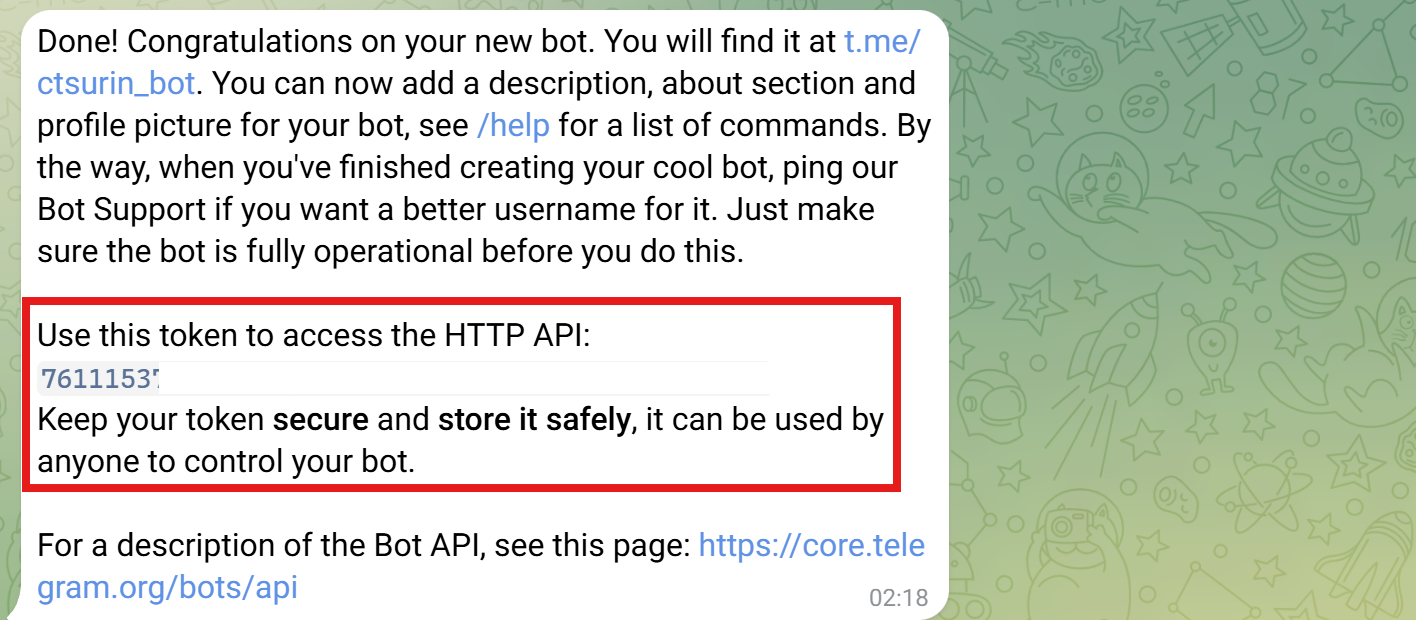 Done! Congratulations on your new bot. You will find it at t.me/
ctsurin_bot. You can now add a description, about section and
profile picture for your bot, see /help for a list of commands. By
the way, when you've finished creating your cool bot, ping our
Bot Support if you want a better username for it. Just make
sure the bot is fully operational before you do this.
Use this token to access the HTTP API:
7611153
Keep your token secure and store it safely, it can be used by
anyone to control your bot.
For a description of the Bot API, see this page: https://core.tele
gram.org/bots/api
02:18